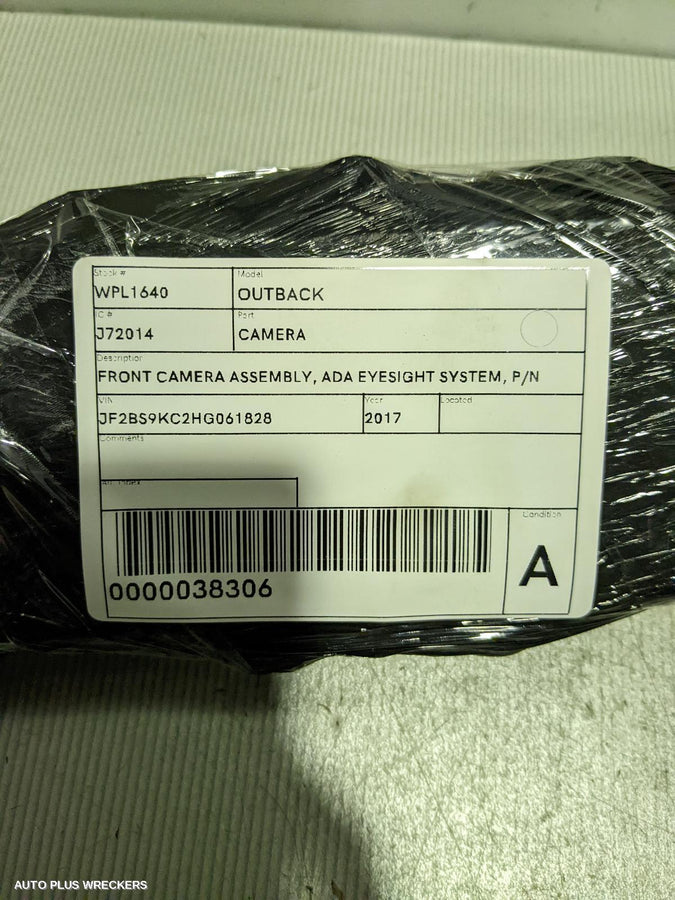 Stock # Model
WPL1640 OUTBACK
IC # Part
J72014 CAMERA
Description
FRONT CAMERA ASSEMBLY, ADA EYESIGHT SYSTEM, P/N
VIN Year Located
JF2BS9KC2HG061828 2017
Comments
0000038306
Condition
A
AUTO PLUS WRECKERS